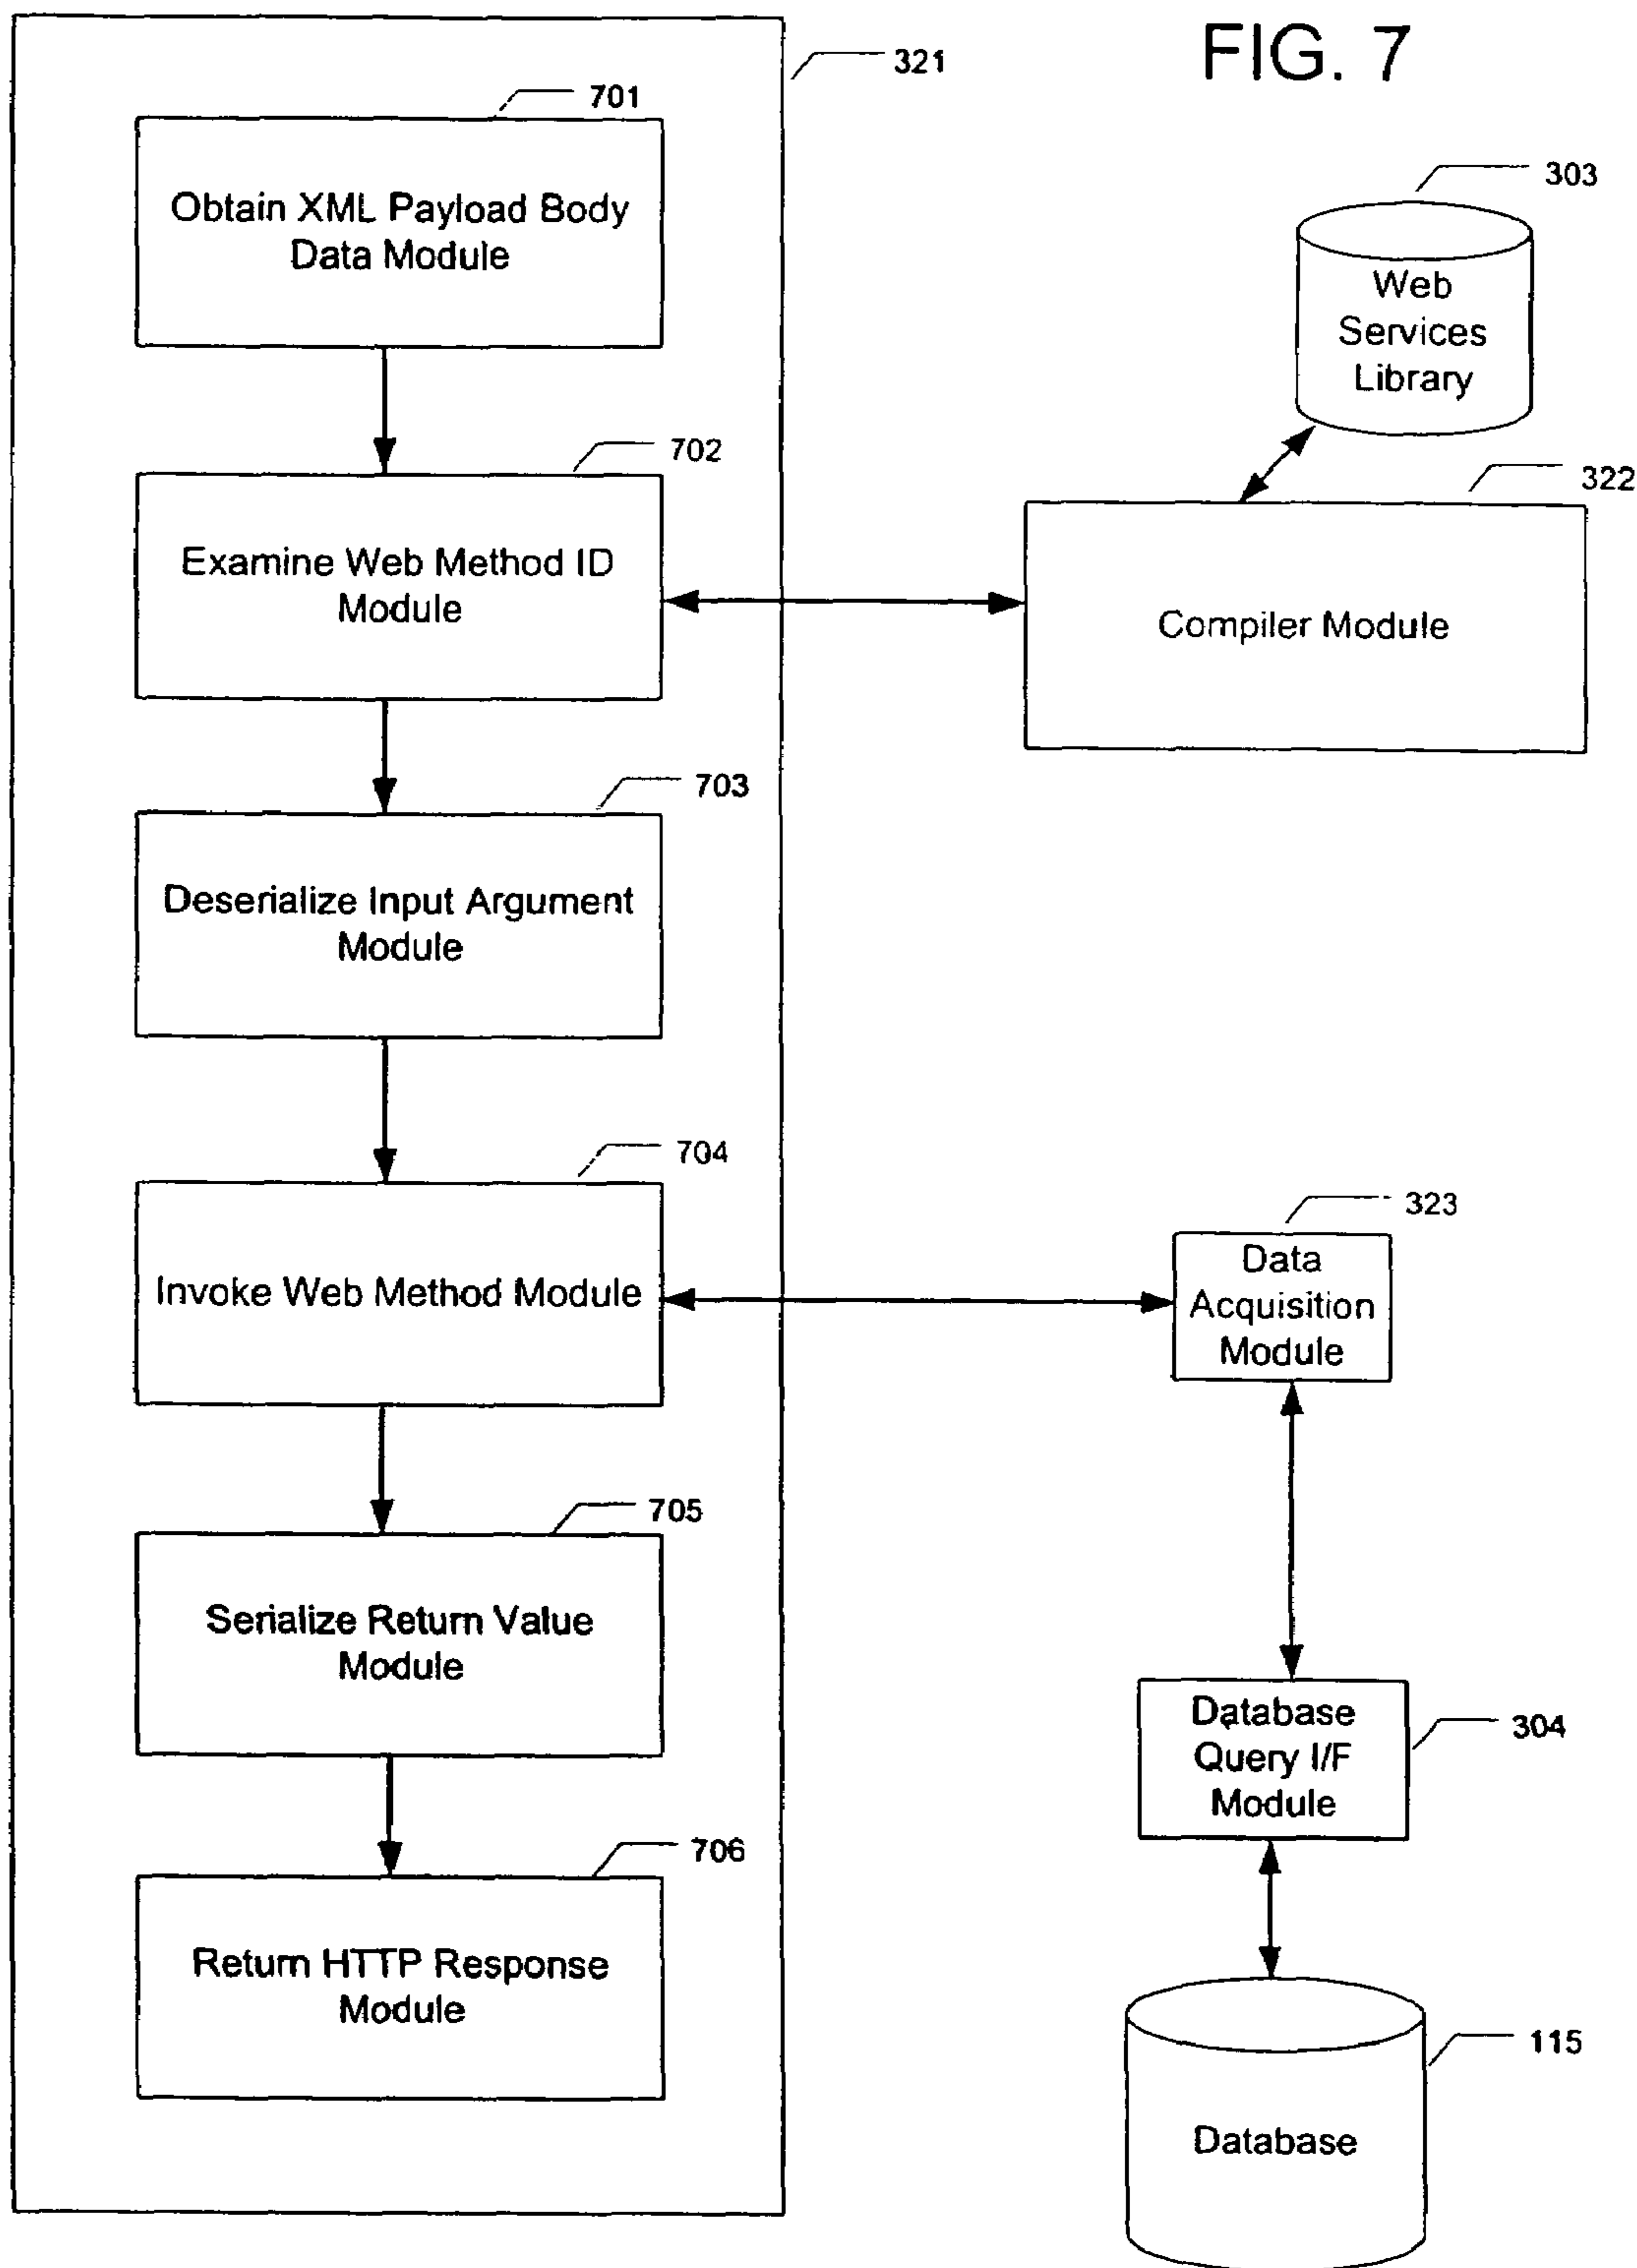 FIG. 7
321
701
Obtain XML Payload Body
Data Module
303
Web
Services
Library
702
Examine Web Method ID
Module
322
Compiler Module
703
Deserialize Input Argument
Module
704
Invoke Web Method Module
323
Data
Acquisition
Module
705
Serialize Return Value
Module
Database
Query I/F
Module
304
706
Return HTTP Response
Module
115
Database